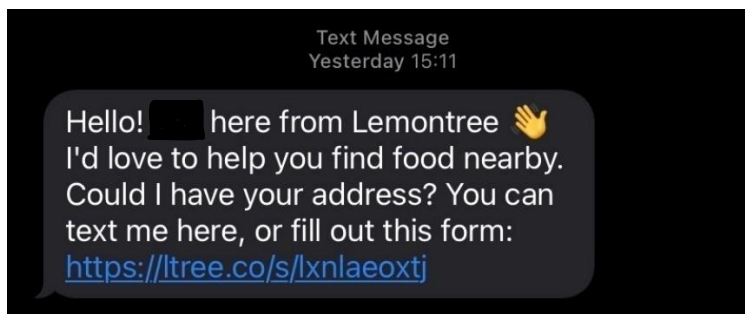 Text Message
Yesterday 15:11
Hello! here from Lemontree 👋
I'd love to help you find food nearby.
Could I have your address? You can
text me here, or fill out this form:
https://ltree.co/s/lxnlaeoxtj